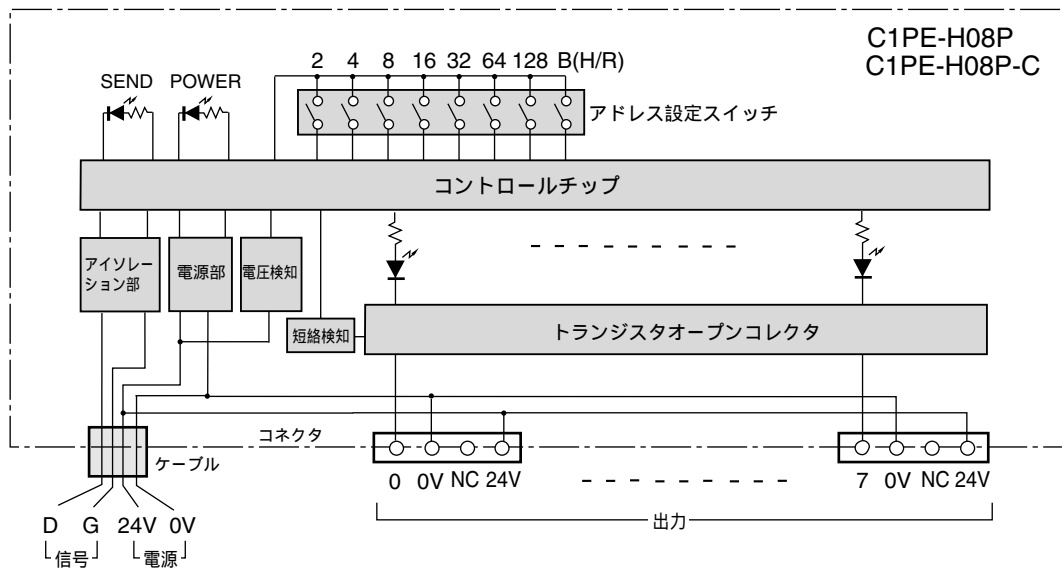 C1PE-H08P
C1PE-H08P-C
2 4 8 16 32 64 128 B(H/R)
SEND POWER
アドレス設定スイッチ
コントロールチップ
アイソレー
ション部
電源部
電圧検知
短絡検知
トランジスタオープンコレクタ
コネクタ
ケーブル
0 0V NC 24V
7 0V NC 24V
出力
D G 24V 0V
信号 電源